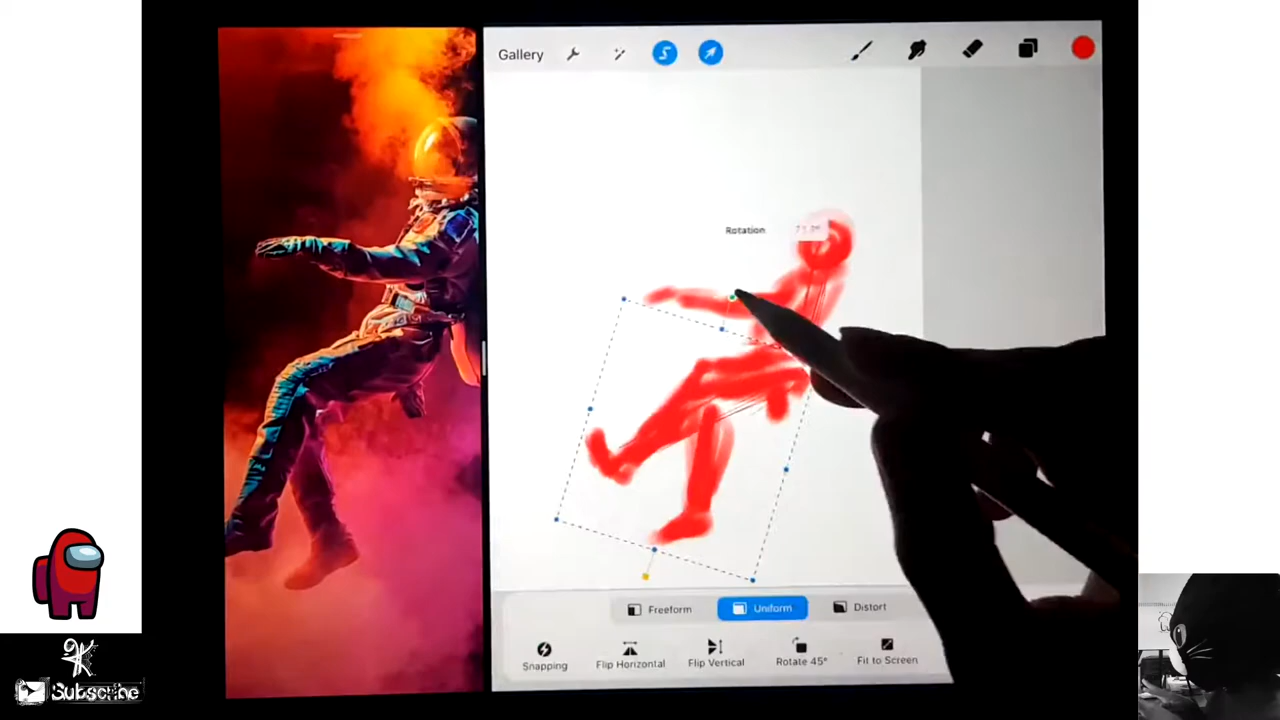 Gallery
Rotation
Freeform
Uniform
Distort
Snapping
Flip Horizontal
Flip Vertical
Rotate 45°
Fit to Screen
Subscribe